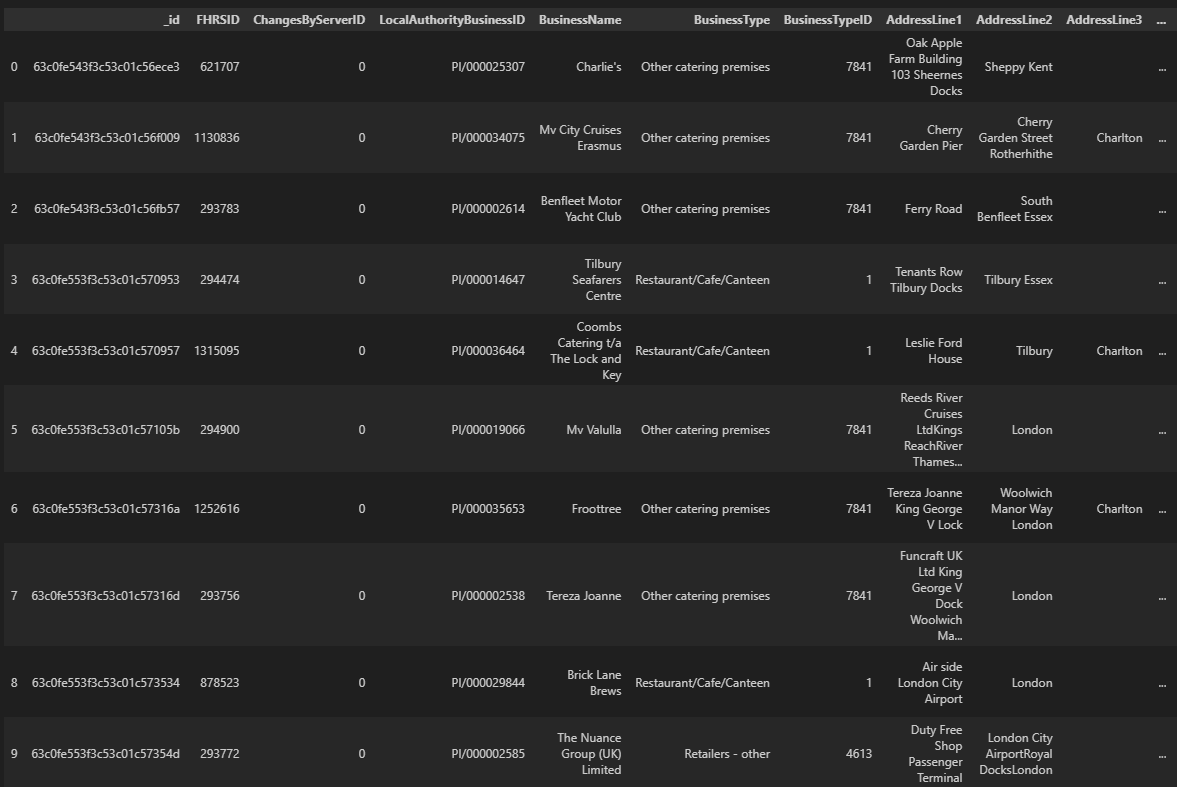 _id FHRSID ChangesByServerID LocalAuthorityBusinessID BusinessName BusinessType BusinessTypeID AddressLine1 AddressLine2 AddressLine3 ...
0 63c0fe543f3c53c01c56ece3 621707 0 PI/000025307 Charlie's Other catering premises 7841 Oak Apple Farm Building 103 Sheernes Docks Sheppy Kent ...
1 63c0fe543f3c53c01c56f009 1130836 0 PI/000034075 Mv City Cruises Erasmus Other catering premises 7841 Cherry Garden Pier Cherry Garden Street Rotherhithe Charlton ...
2 63c0fe543f3c53c01c56fb57 293783 0 PI/000002614 Benfleet Motor Yacht Club Other catering premises 7841 Ferry Road South Benfleet Essex ...
3 63c0fe553f3c53c01c570953 294474 0 PI/000014647 Tilbury Seafarers Centre Restaurant/Cafe/Canteen 1 Tenants Row Tilbury Docks Tilbury Essex ...
4 63c0fe553f3c53c01c570957 1315095 0 PI/000036464 Coombs Catering t/a The Lock and Key Restaurant/Cafe/Canteen 1 Leslie Ford House Tilbury Charlton ...
5 63c0fe553f3c53c01c57105b 294900 0 PI/000019066 Mv Valulla Other catering premises 7841 Reeds River Cruises LtdKings ReachRiver Thames... London ...
6 63c0fe553f3c53c01c57316a 1252616 0 PI/000035653 Froottree Other catering premises 7841 Tereza Joanne King George V Lock Woolwich Manor Way London Charlton ...
7 63c0fe553f3c53c01c57316d 293756 0 PI/000002538 Tereza Joanne Other catering premises 7841 Funcraft UK Ltd King George V Dock Woolwich Ma... London ...
8 63c0fe553f3c53c01c573534 878523 0 PI/000029844 Brick Lane Brews Restaurant/Cafe/Canteen 1 Air side London City Airport London ...
9 63c0fe553f3c53c01c57354d 293772 0 PI/000002585 The Nuance Group (UK) Limited Retailers - other 4613 Duty Free Shop Passenger Terminal London City AirportRoyal DocksLondon ...